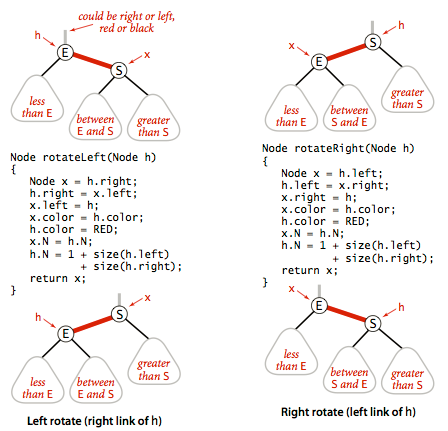 could be right or left,
red or black
h
E
x
S
less
than E
between
E and S
greater
than S
Node rotateLeft(Node h)
{
Node x = h.right;
h.right = x.left;
x.left = h;
x.color = h.color;
h.color = RED;
x.N = h.N;
h.N = 1 + size(h.left)
+ size(h.right);
return x;
}
x
h
S
E
less
than E
between
E and S
greater
than S
Left rotate (right link of h)
h
x
S
E
less
than E
between
S and E
greater
than S
Node rotateRight(Node h)
{
Node x = h.left;
h.left = x.right;
x.right = h;
x.color = h.color;
h.color = RED;
x.N = h.N;
h.N = 1 + size(h.left)
+ size(h.right);
return x;
}
x
E
h
S
less
than E
between
S and E
greater
than S
Right rotate (left link of h)